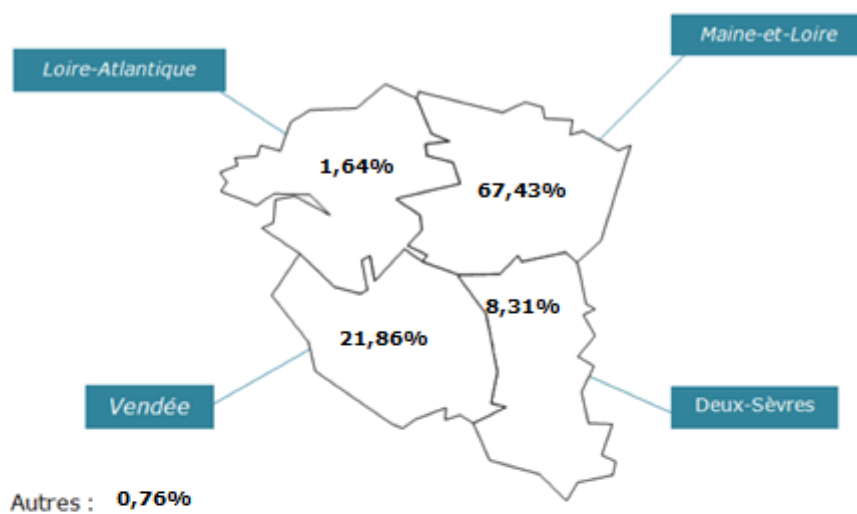 Maine-et-Loire
Loire-Atlantique
1,64%
67,43%
8,31%
21,86%
Vendée
Deux-Sèvres
Autres : 0,76%